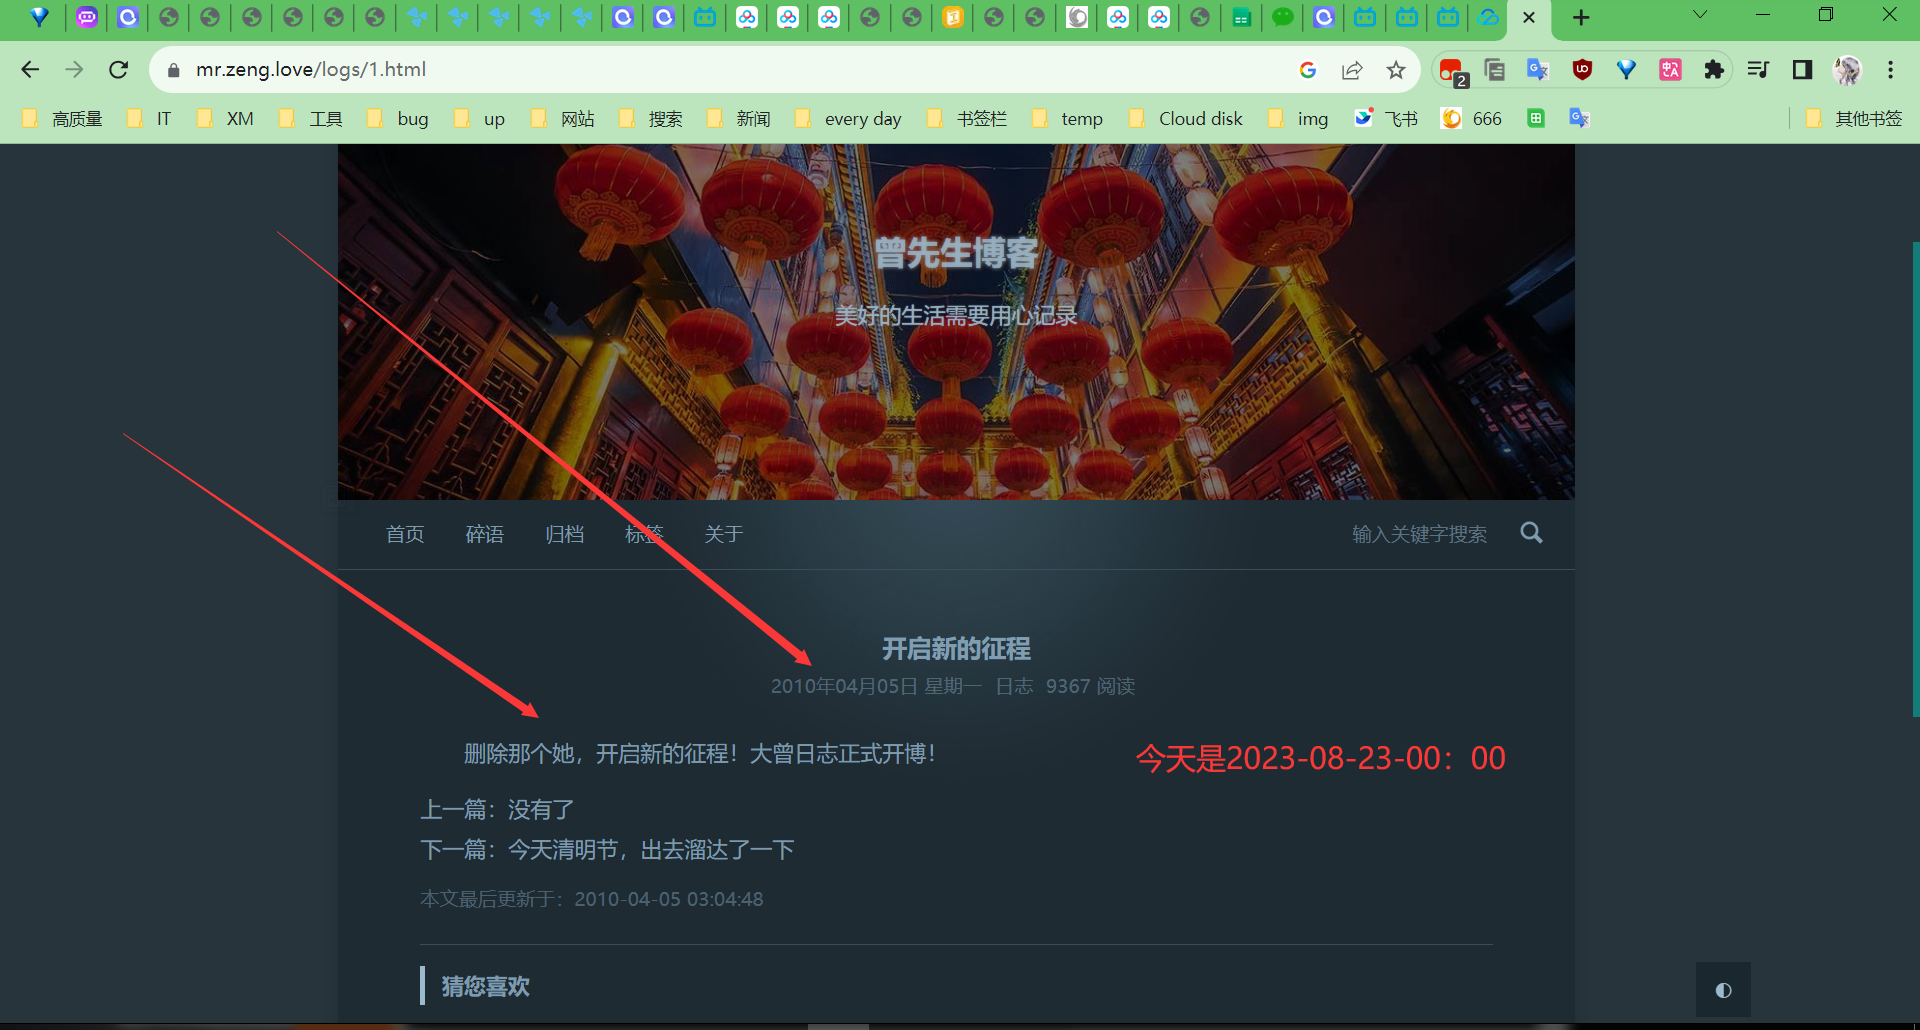 mr.zeng.love/logs/1.html
2
高质量 IT XM 工具 bug up 网站 搜索 新闻 every day 书签栏 temp Cloud disk img 飞书 666 其他书签
曾先生博客
美好的生活需要用心记录
首页 碎语 归档 标签 关于 输入关键字搜索
开启新的征程
2010年04月05日 星期一 日志 9367 阅读
删除那个她，开启新的征程！大曾日志正式开博！
今天是2023-08-23-00：00
上一篇：没有了
下一篇：今天清明节，出去溜达了一下
本文最后更新于：2010-04-05 03:04:48
猜您喜欢